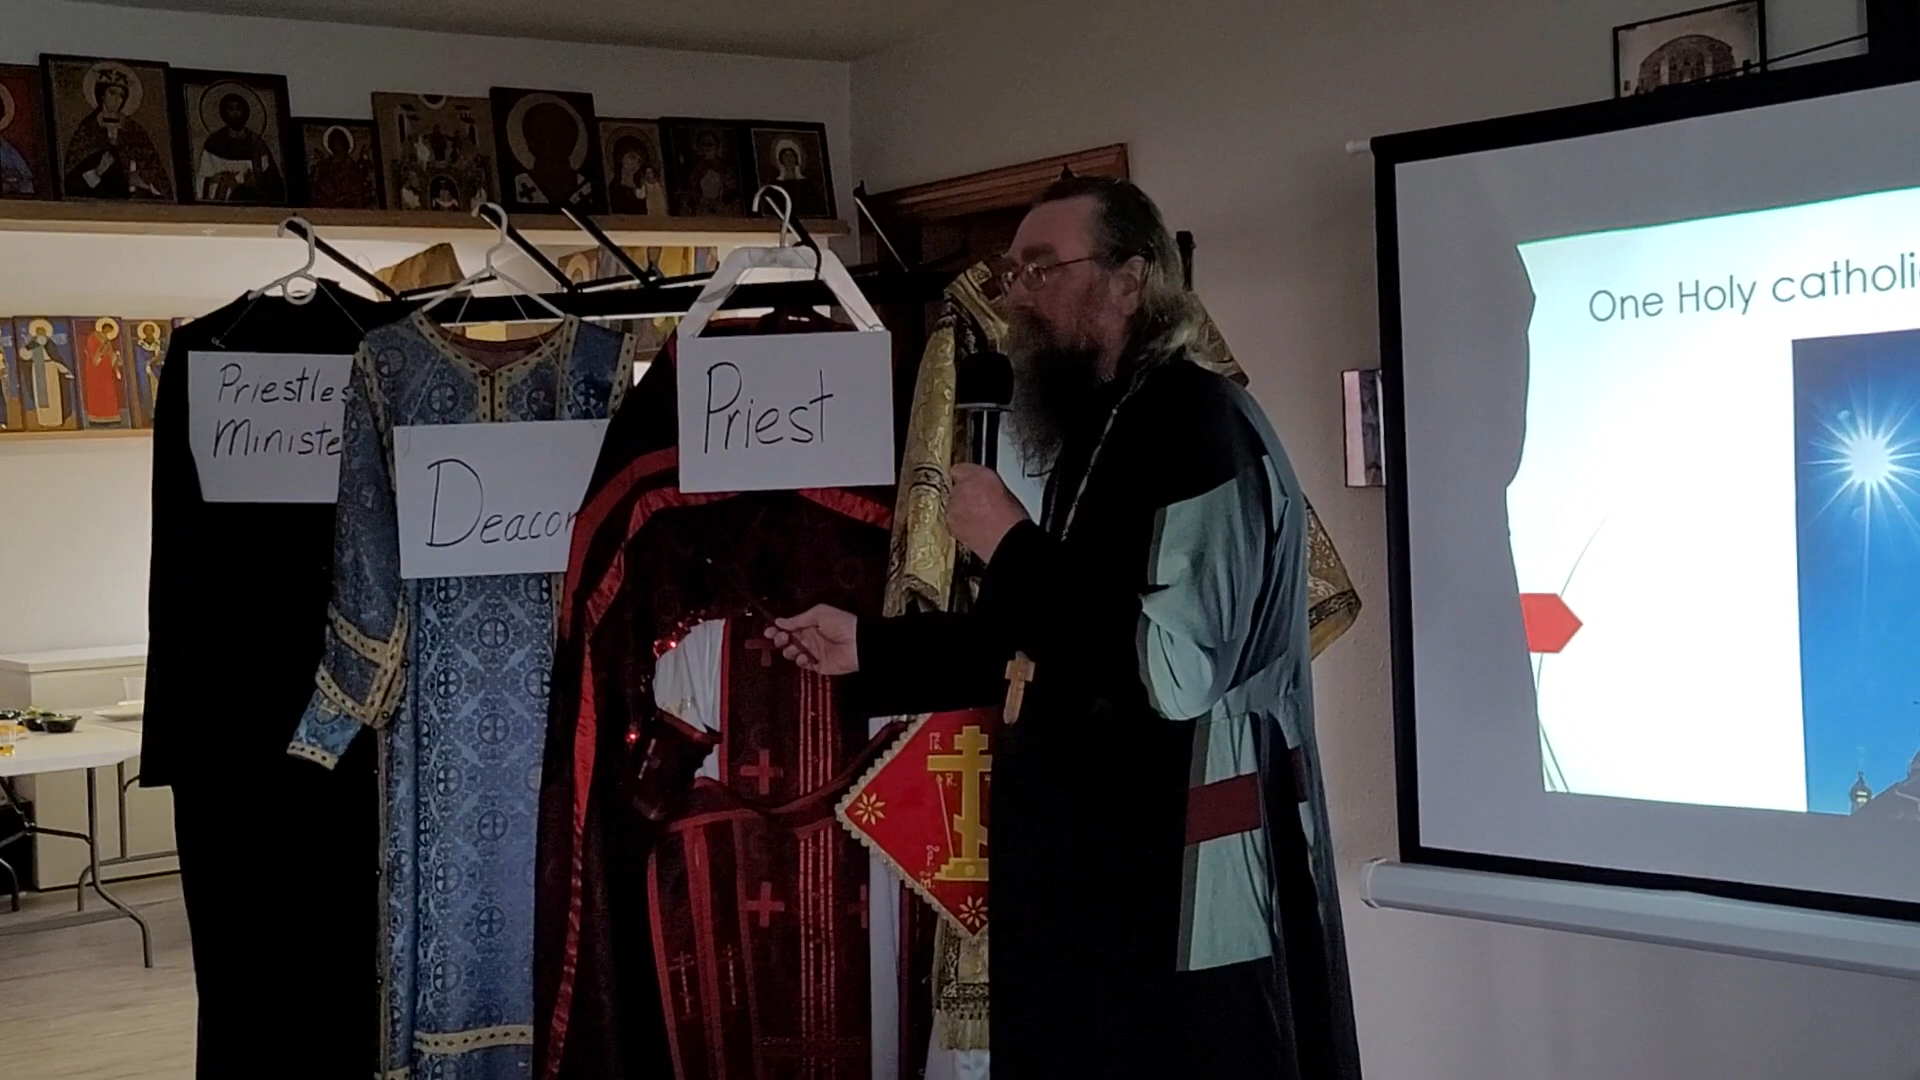 Priestles
Ministe
Deacon
Priest
One Holy catholi